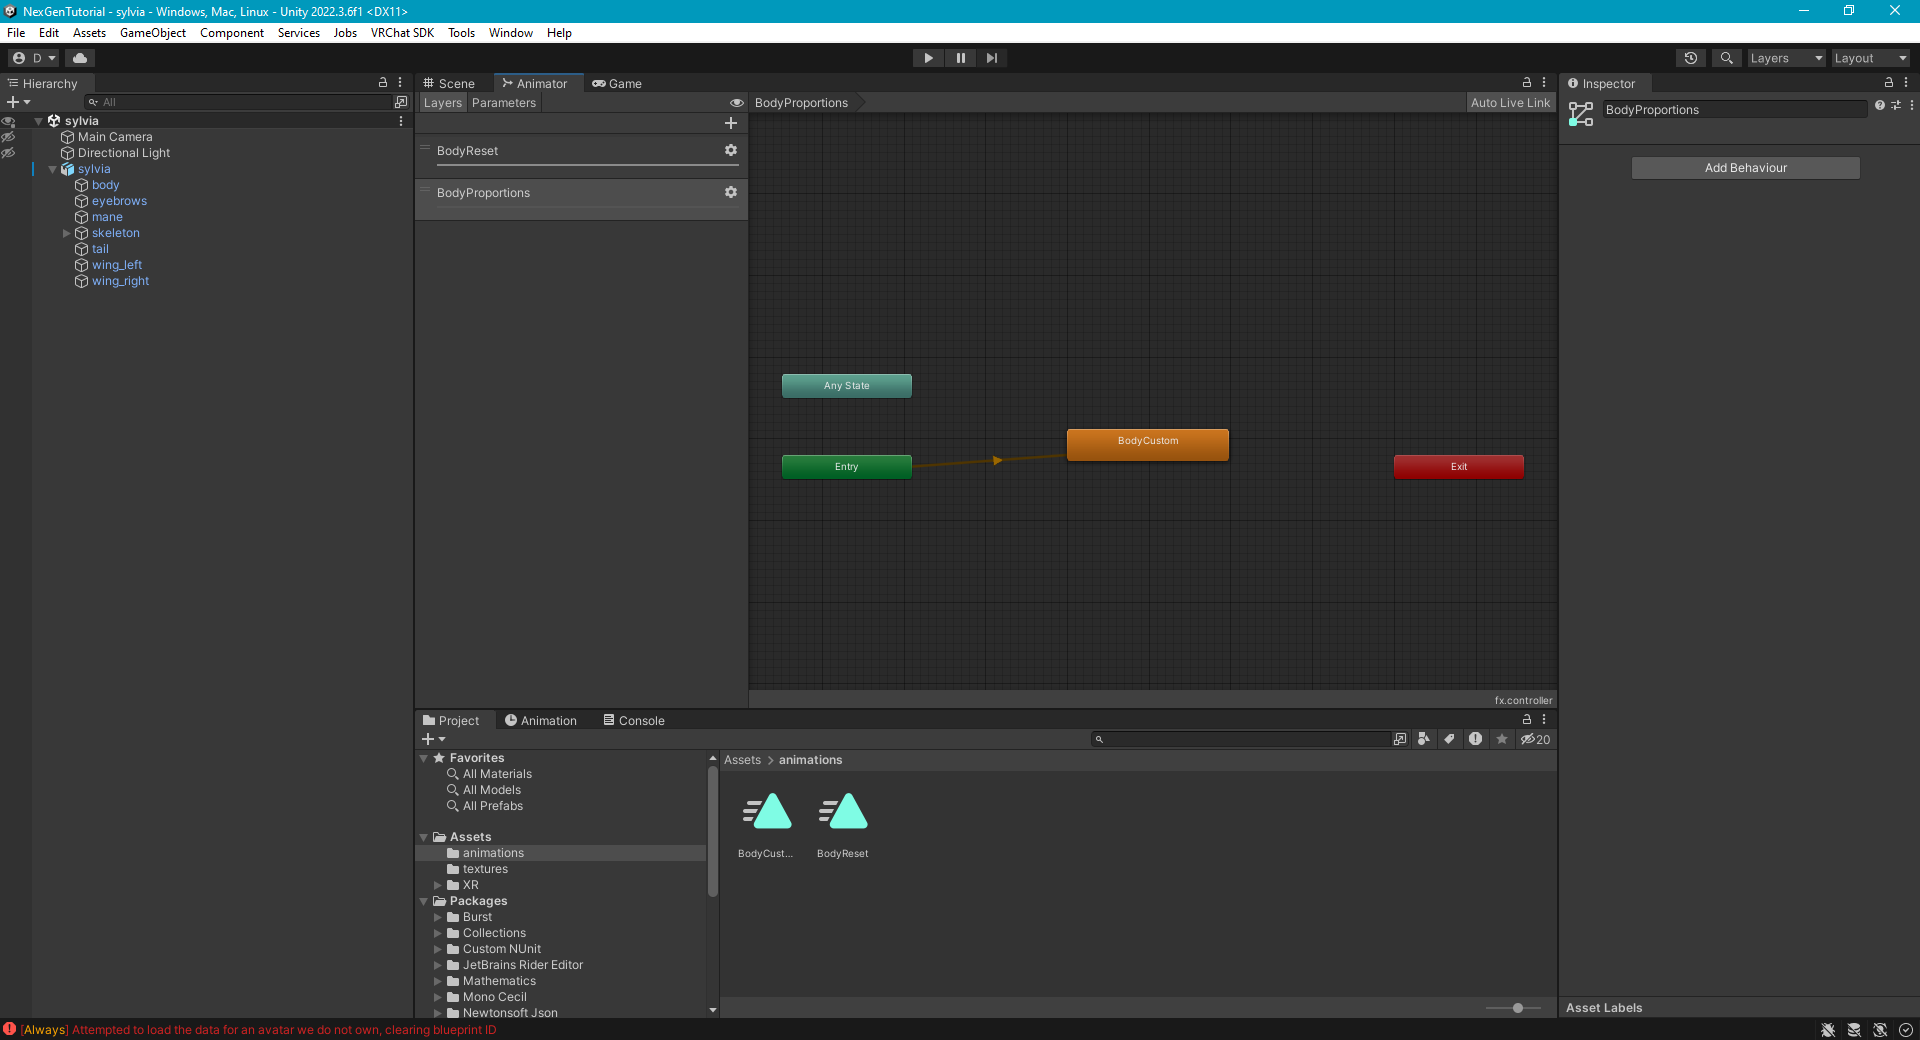 NexGenTutorial - sylvia - Windows, Mac, Linux - Unity 2022.3.6f1 <DX11>
File Edit Assets GameObject Component Services Jobs VRChat SDK Tools Window Help
D
Layers Layout
Hierarchy
All
sylvia
Main Camera
Directional Light
sylvia
body
eyebrows
mane
skeleton
tail
wing_left
wing_right
Scene Animator Game
Layers Parameters
BodyProportions
Auto Live Link
BodyReset
BodyProportions
Any State
BodyCustom
Entry
Exit
fx.controller
Project Animation Console
20
Favorites
All Materials
All Models
All Prefabs
Assets
animations
textures
XR
Packages
Burst
Collections
Custom NUnit
JetBrains Rider Editor
Mathematics
Mono Cecil
Newtonsoft Json
Assets > animations
BodyCust...
BodyReset
Inspector
BodyProportions
Add Behaviour
Asset Labels
[Always] Attempted to load the data for an avatar we do not own, clearing blueprint ID